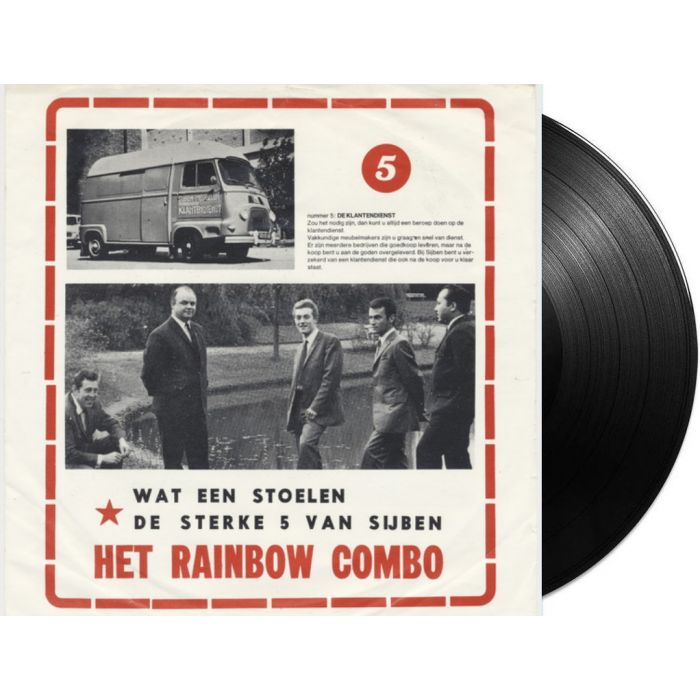 KLANTENDIENST
5
nummer 5: DE KLANTENDIENST
Zou het nodig zijn, dan kunt u altijd een beroep doen op de
klantendienst.
Vakkundige meubelmakers zijn u graag en snel van dienst.
Er zijn meerdere bedrijven die goedkoop leveren, maar na de
koop bent u aan de goden overgeleverd. Bij Sijben bent u ver-
zekerd van een klantendienst die ook na de koop voor u klaar
staat.
WAT EEN STOELEN
DE STERKE 5 VAN SIJBEN
HET RAINBOW COMBO